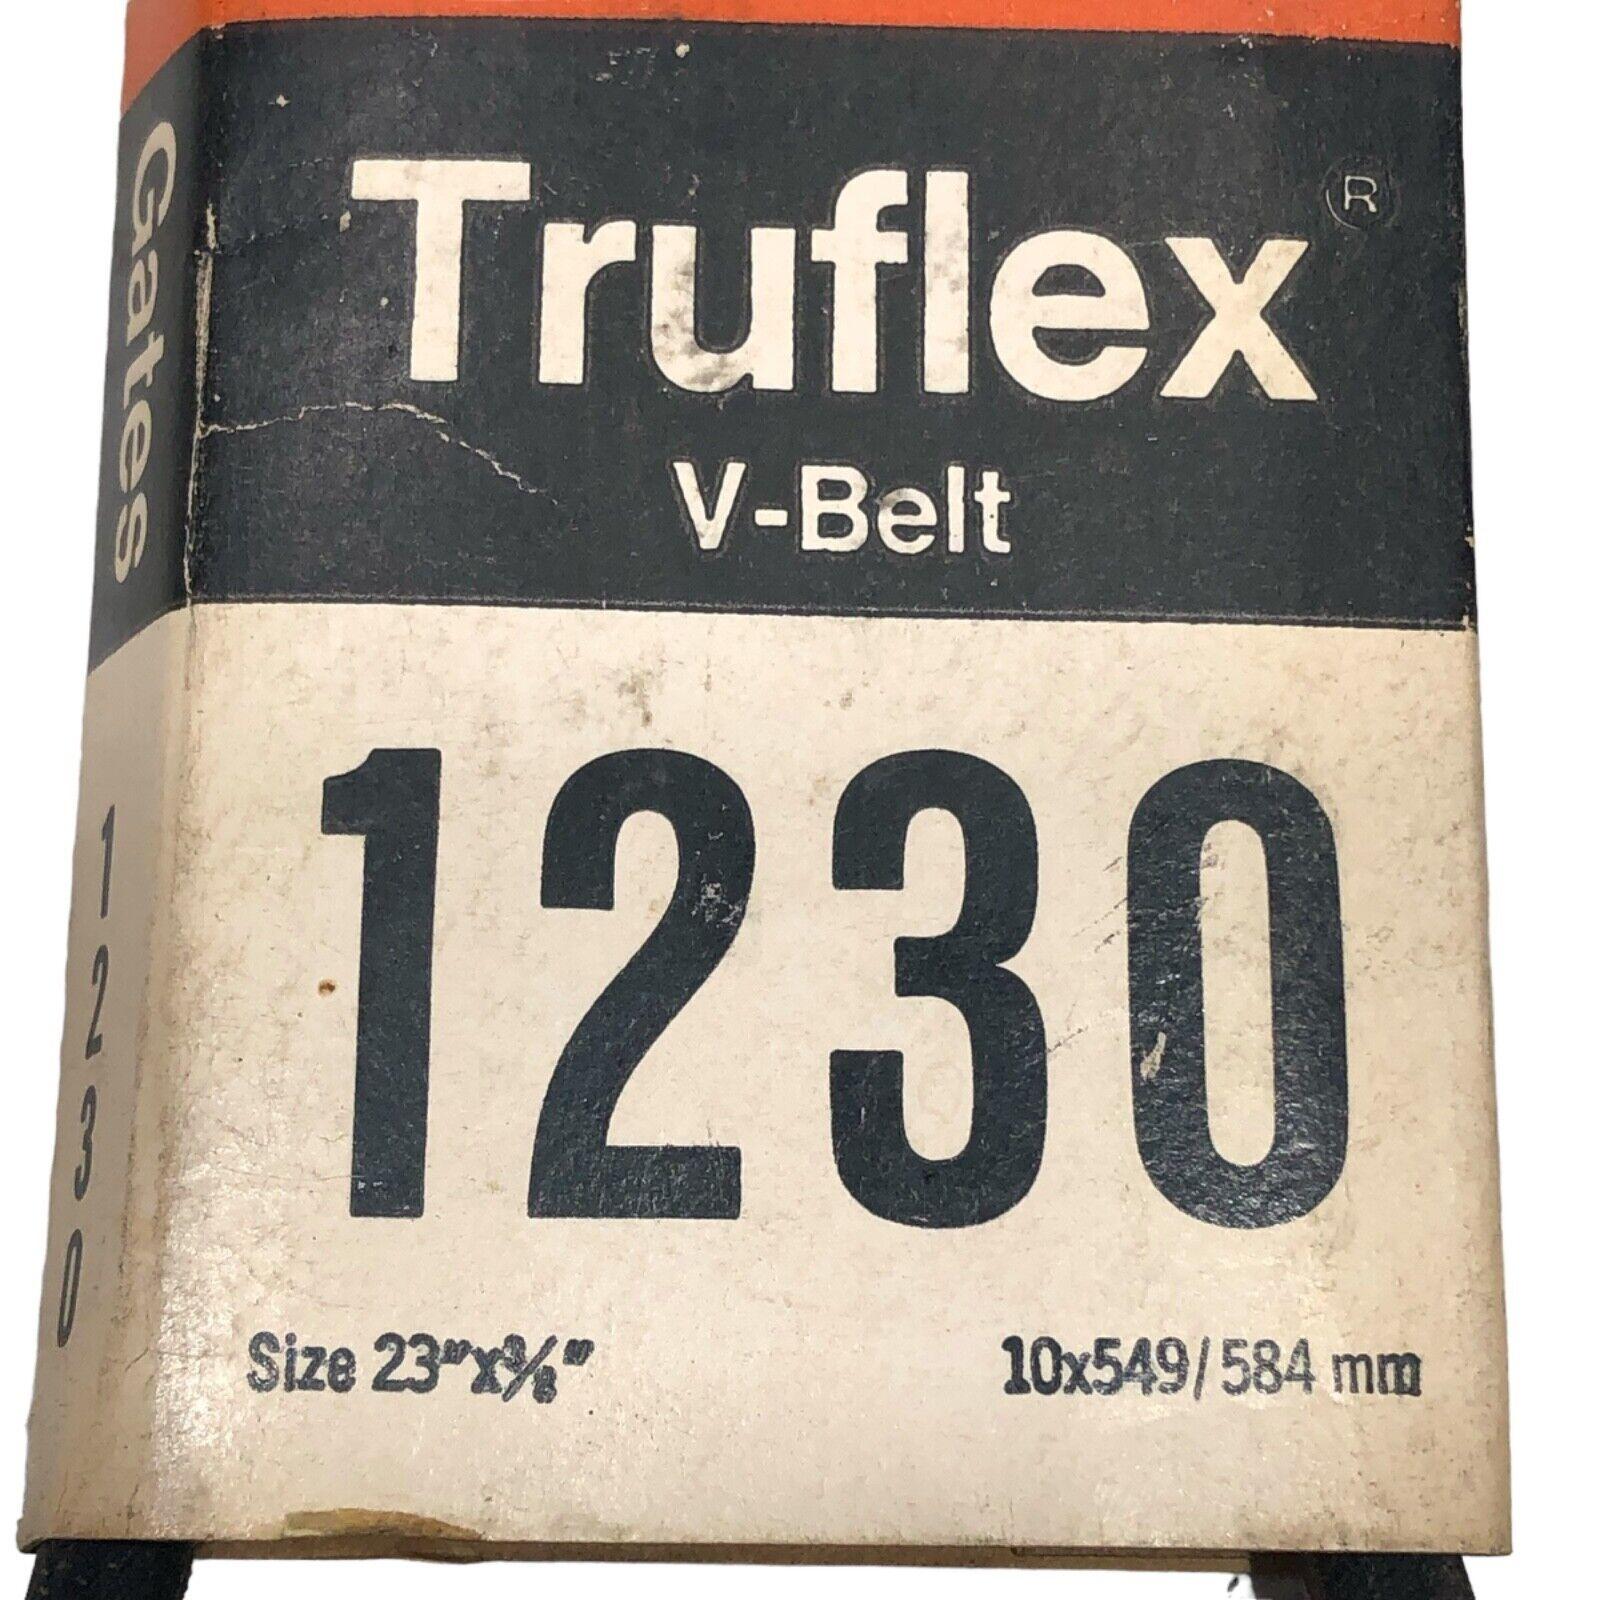 Gates
1230
Truflex®
V-Belt
1230
Size 23"x3/8"
10x549/584 mm